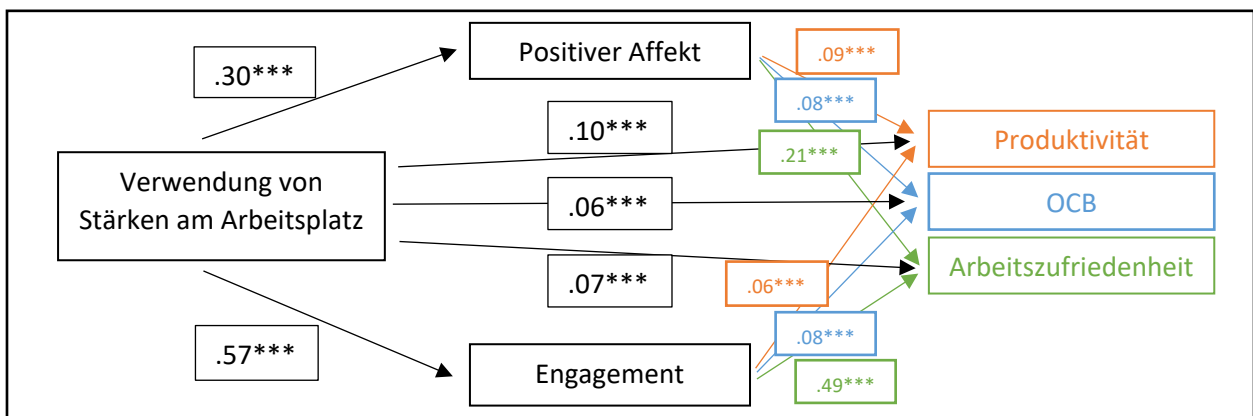 Positiver Affekt
.09***
.30***
.08***
.10***
Produktivität
.21***
Verwendung von
Stärken am Arbeitsplatz
.06***
OCB
Arbeitszufriedenheit
.07***
.06***
.57***
.08***
Engagement
.49***